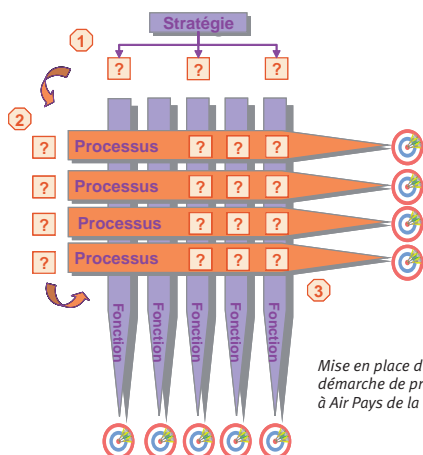 Stratégie
1
? ? ?
2
? Processus ? ? ?
? Processus ? ? ?
? Processus ? ? ?
? Processus ? ? ?
3
Fonction Fonction Fonction Fonction Fonction
Mise en place d
démarche de pr
à Air Pays de la